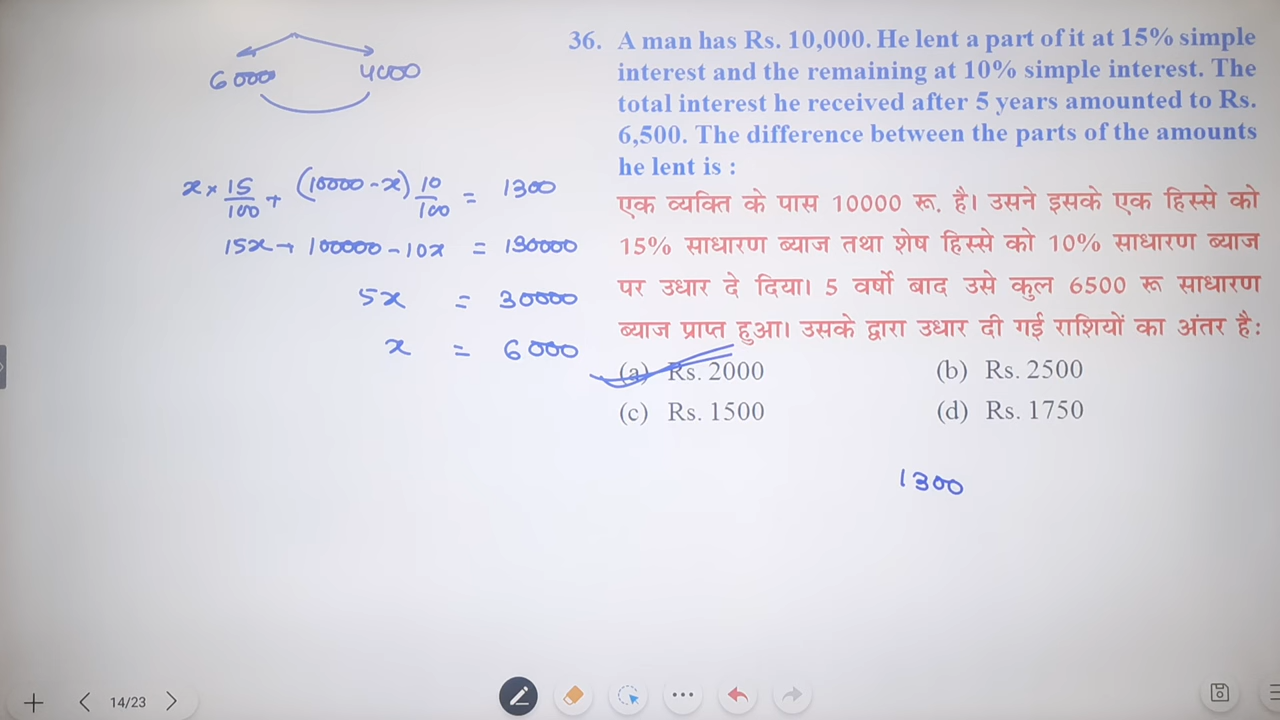 6000 4000
x × 15/100 + (10000 - x) 10/100 = 1300
15x + 100000 - 10x = 130000
5x = 30000
x = 6000
36. A man has Rs. 10,000. He lent a part of it at 15% simple
interest and the remaining at 10% simple interest. The
total interest he received after 5 years amounted to Rs.
6,500. The difference between the parts of the amounts
he lent is :
एक व्यक्ति के पास 10000 रू. है। उसने इसके एक हिस्से को
15% साधारण ब्याज तथा शेष हिस्से को 10% साधारण ब्याज
पर उधार दे दिया। 5 वर्षो बाद उसे कुल 6500 रू साधारण
ब्याज प्राप्त हुआ। उसके द्वारा उधार दी गई राशियों का अंतर है:
(a) Rs. 2000 (b) Rs. 2500
(c) Rs. 1500 (d) Rs. 1750
1300
14/23